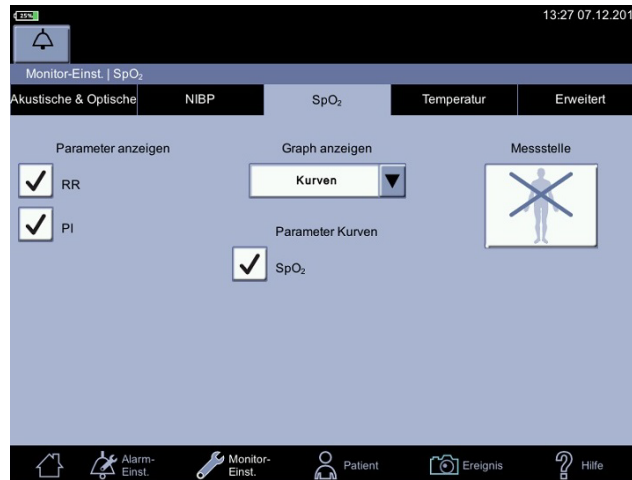 25%
13:27 07.12.201
Monitor-Einst. | SpO₂
Akustische & Optische
NIBP
SpO₂
Temperatur
Erweitert
Parameter anzeigen
Graph anzeigen
Messstelle
RR
Kurven
PI
Parameter Kurven
SpO₂
Alarm-
Einst.
Monitor-
Einst.
Patient
Ereignis
Hilfe